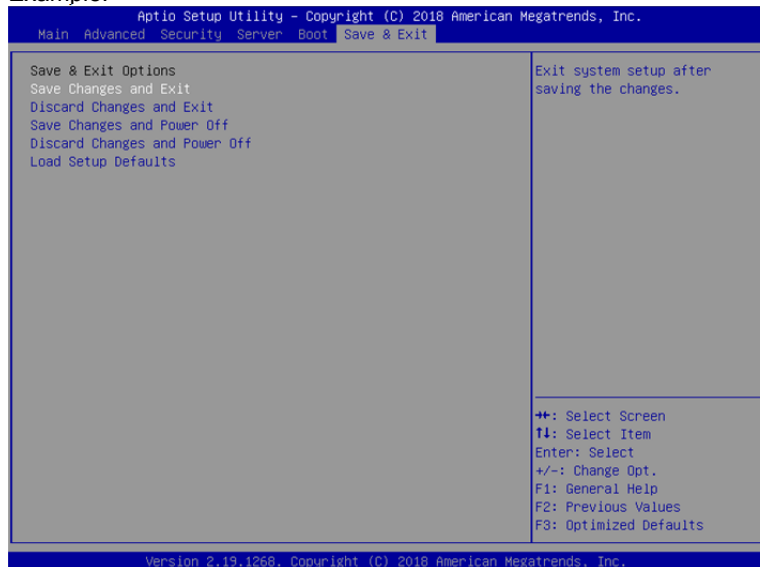 Example:
Aptio Setup Utility – Copyright (C) 2018 American Megatrends, Inc.
Main Advanced Security Server Boot Save & Exit
Save & Exit Options
Save Changes and Exit
Discard Changes and Exit
Save Changes and Power Off
Discard Changes and Power Off
Load Setup Defaults
Exit system setup after
saving the changes.
→←: Select Screen
↑↓: Select Item
Enter: Select
+/-: Change Opt.
F1: General Help
F2: Previous Values
F3: Optimized Defaults
Version 2.19.1268. Copyright (C) 2018 American Megatrends, Inc.